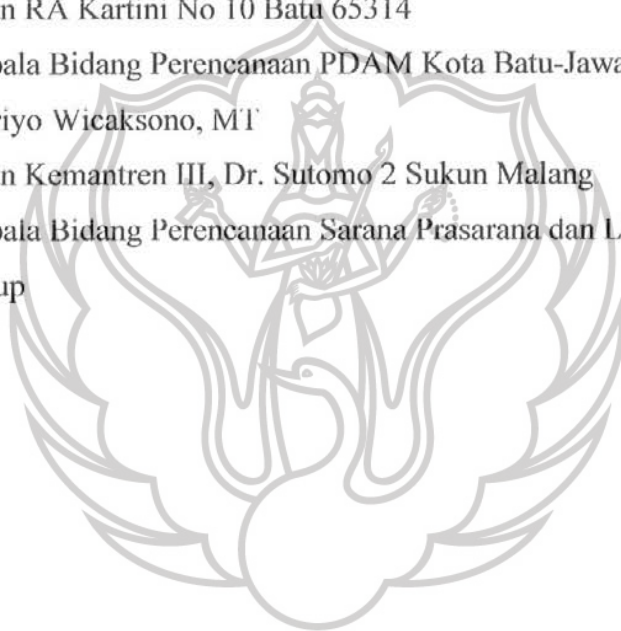 n RA Kartini No 10 Batu 65314
pala Bidang Perencanaan PDAM Kota Batu-Jawa
riyo Wicaksono, MT
n Kemantren III, Dr. Sutomo 2 Sukun Malang
pala Bidang Perencanaan Sarana Prasarana dan L
up